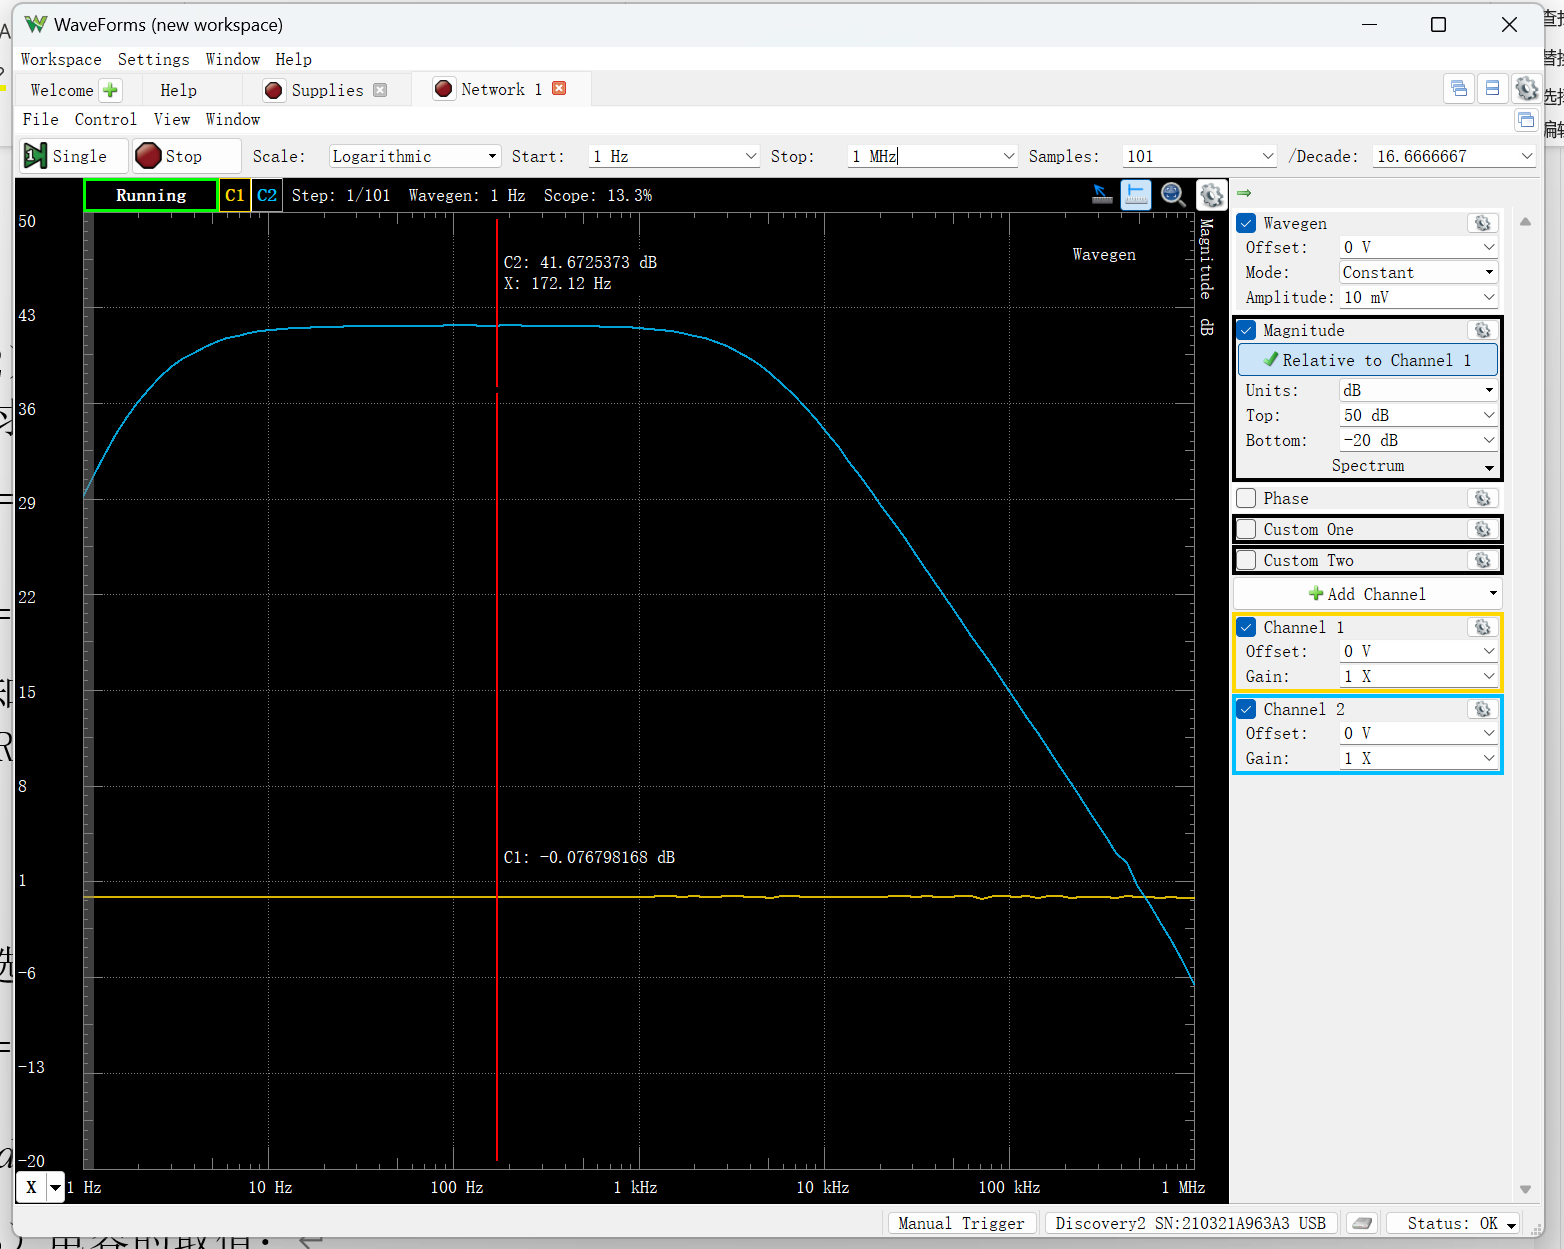 WaveForms (new workspace)
Workspace Settings Window Help
Welcome Help Supplies Network 1
File Control View Window
Single Stop Scale: Logarithmic Start: 1 Hz Stop: 1 MHz Samples: 101 /Decade: 16.6666667
Running C1 C2 Step: 1/101 Wavegen: 1 Hz Scope: 13.3%
50
43
36
29
22
15
8
1
-6
-13
-20
C2: 41.6725373 dB
X: 172.12 Hz
Wavegen
C1: -0.076798168 dB
Magnitude dB
X 1 Hz 10 Hz 100 Hz 1 kHz 10 kHz 100 kHz 1 MHz
Wavegen
Offset: 0 V
Mode: Constant
Amplitude: 10 mV
Magnitude
Relative to Channel 1
Units: dB
Top: 50 dB
Bottom: -20 dB
Spectrum
Phase
Custom One
Custom Two
Add Channel
Channel 1
Offset: 0 V
Gain: 1 X
Channel 2
Offset: 0 V
Gain: 1 X
Manual Trigger Discovery2 SN:210321A963A3 USB Status: OK